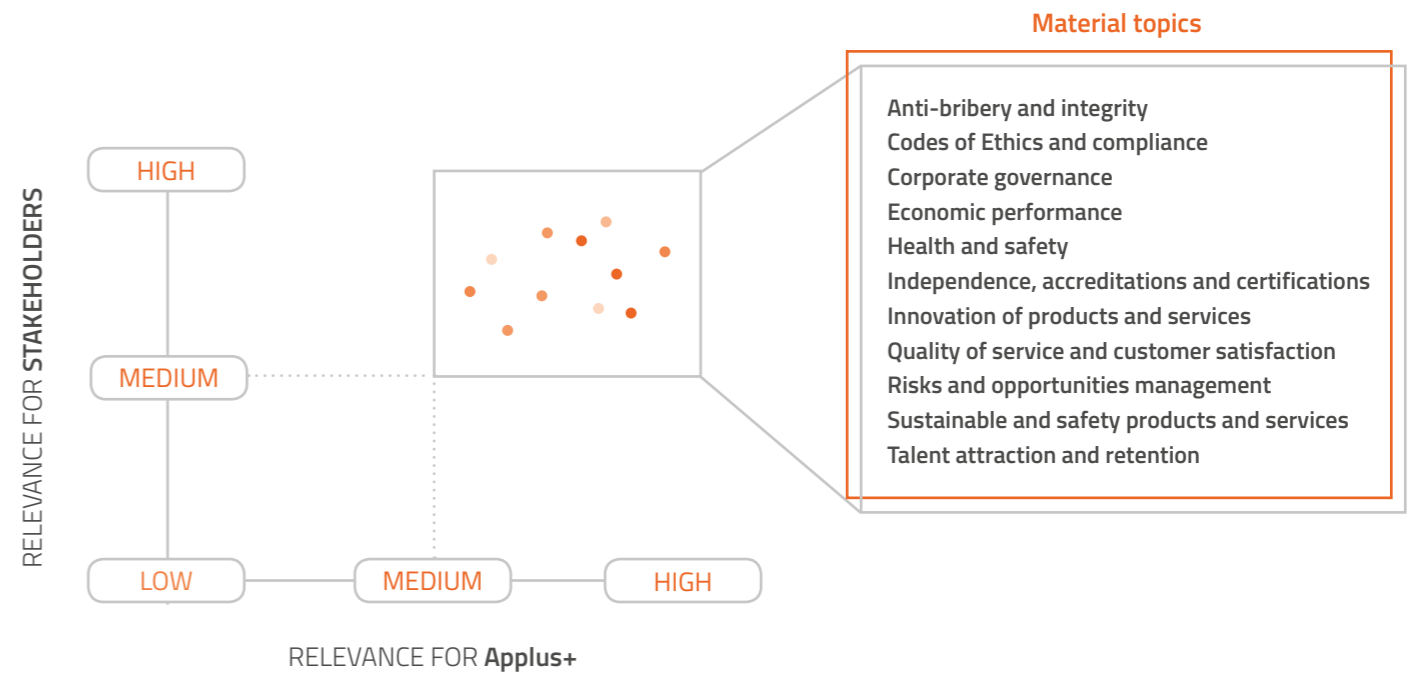 Material topics
Anti-bribery and integrity
Codes of Ethics and compliance
Corporate governance
Economic performance
Health and safety
Independence, accreditations and certifications
Innovation of products and services
Quality of service and customer satisfaction
Risks and opportunities management
Sustainable and safety products and services
Talent attraction and retention
RELEVANCE FOR STAKEHOLDERS
HIGH
MEDIUM
LOW
MEDIUM
HIGH
RELEVANCE FOR Applus+